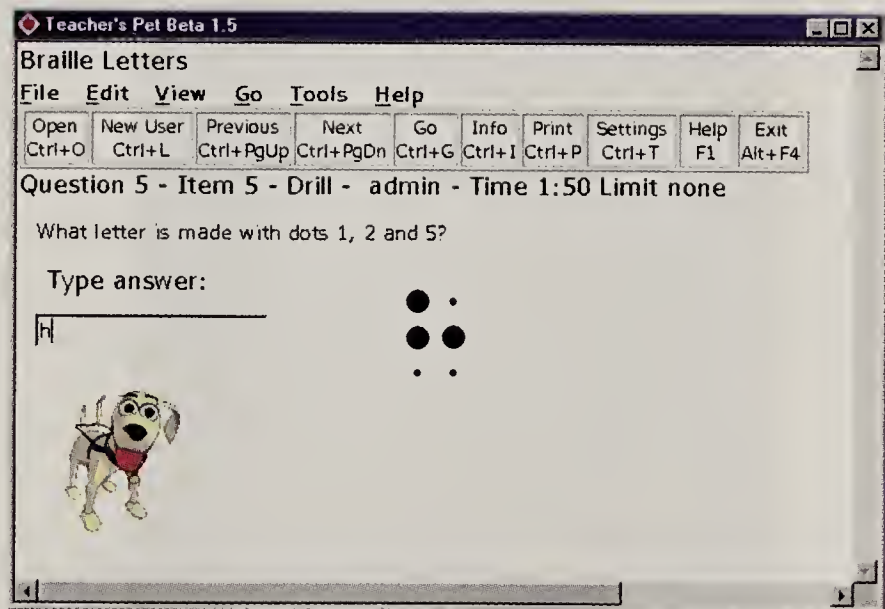 Teacher's Pet Beta 1.5
Braille Letters
File Edit View Go Tools Help
Open New User Previous Next Go Info Print Settings Help Exit
Ctrl+O Ctrl+L Ctrl+PgUp Ctrl+PgDn Ctrl+G Ctrl+I Ctrl+P Ctrl+T F1 Alt+F4
Question 5 - Item 5 - Drill - admin - Time 1:50 Limit none
What letter is made with dots 1, 2 and 5?
Type answer:
h